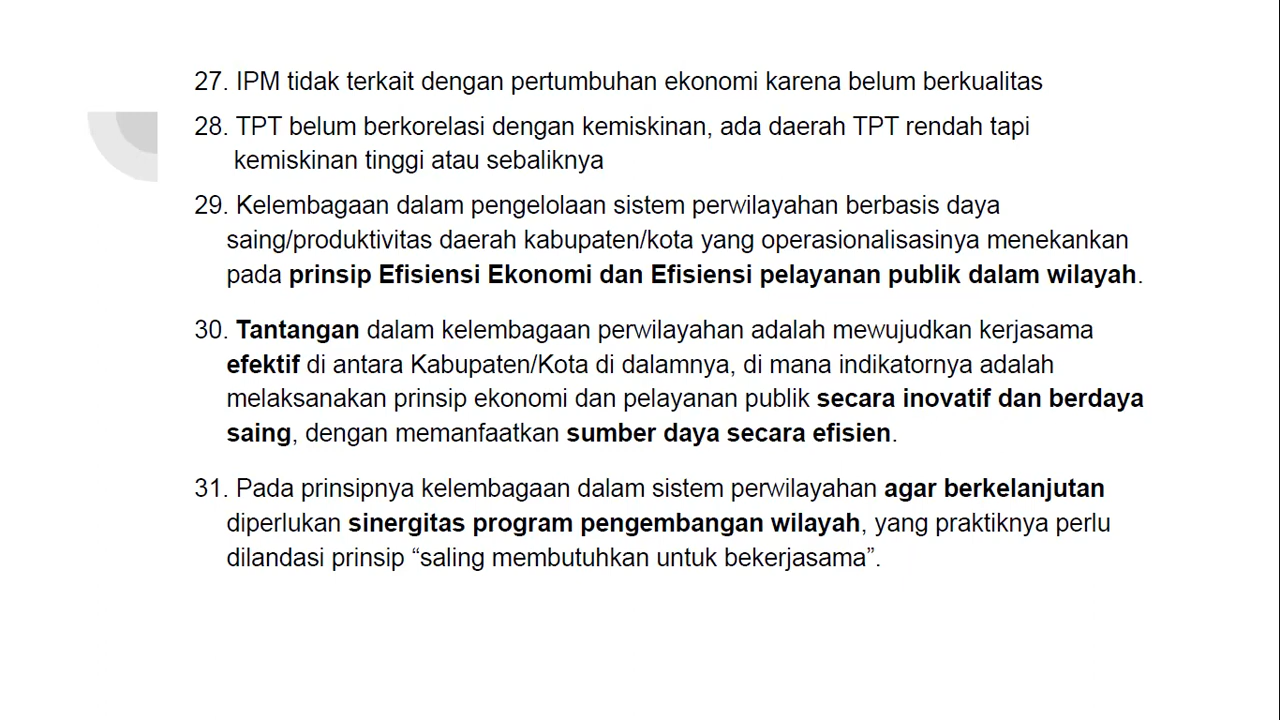 27. IPM tidak terkait dengan pertumbuhan ekonomi karena belum berkualitas
28. TPT belum berkorelasi dengan kemiskinan, ada daerah TPT rendah tapi
kemiskinan tinggi atau sebaliknya
29. Kelembagaan dalam pengelolaan sistem perwilayahan berbasis daya
saing/produktivitas daerah kabupaten/kota yang operasionalisasinya menekankan
pada prinsip Efisiensi Ekonomi dan Efisiensi pelayanan publik dalam wilayah.
30. Tantangan dalam kelembagaan perwilayahan adalah mewujudkan kerjasama
efektif di antara Kabupaten/Kota di dalamnya, di mana indikatornya adalah
melaksanakan prinsip ekonomi dan pelayanan publik secara inovatif dan berdaya
saing, dengan memanfaatkan sumber daya secara efisien.
31. Pada prinsipnya kelembagaan dalam sistem perwilayahan agar berkelanjutan
diperlukan sinergitas program pengembangan wilayah, yang praktiknya perlu
dilandasi prinsip “saling membutuhkan untuk bekerjasama”.